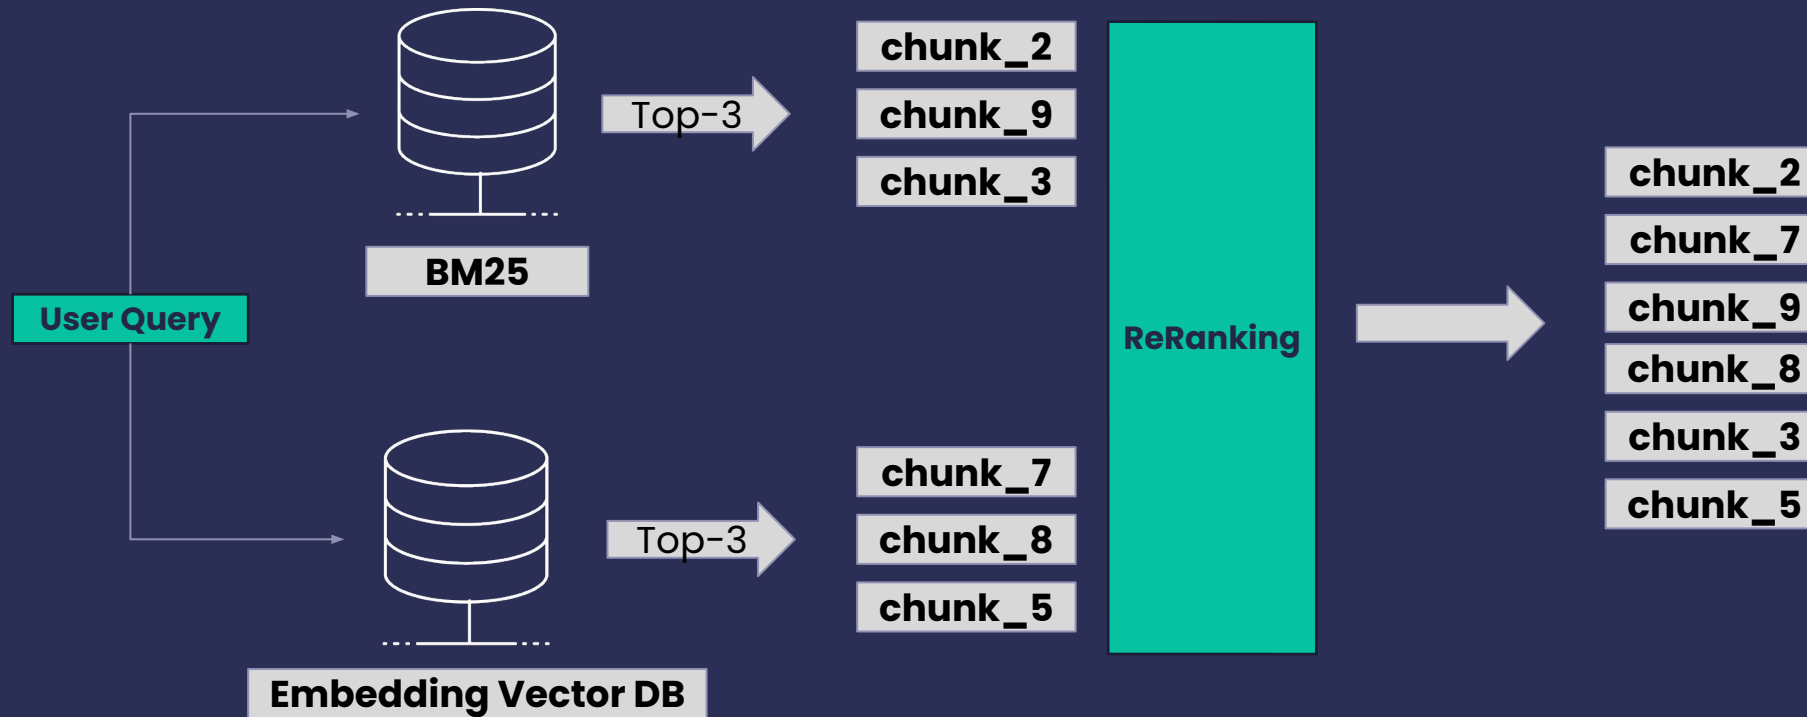 User Query
BM25
Top-3
chunk_2
chunk_9
chunk_3
Embedding Vector DB
Top-3
chunk_7
chunk_8
chunk_5
ReRanking
chunk_2
chunk_7
chunk_9
chunk_8
chunk_3
chunk_5